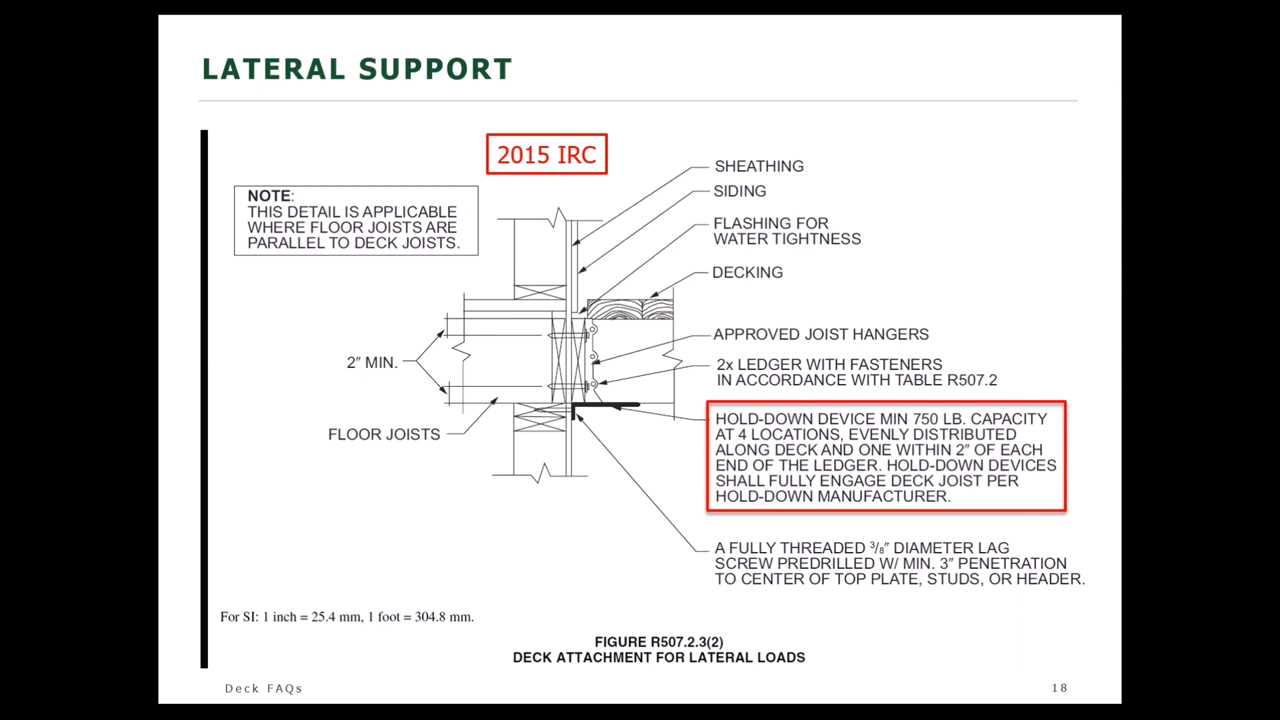 LATERAL SUPPORT
2015 IRC
NOTE:
THIS DETAIL IS APPLICABLE
WHERE FLOOR JOISTS ARE
PARALLEL TO DECK JOISTS.
SHEATHING
SIDING
FLASHING FOR
WATER TIGHTNESS
DECKING
APPROVED JOIST HANGERS
2″ MIN.
2x LEDGER WITH FASTENERS
IN ACCORDANCE WITH TABLE R507.2
HOLD-DOWN DEVICE MIN 750 LB. CAPACITY
AT 4 LOCATIONS, EVENLY DISTRIBUTED
ALONG DECK AND ONE WITHIN 2″ OF EACH
END OF THE LEDGER. HOLD-DOWN DEVICES
SHALL FULLY ENGAGE DECK JOIST PER
HOLD-DOWN MANUFACTURER.
FLOOR JOISTS
A FULLY THREADED 3/8″ DIAMETER LAG
SCREW PREDRILLED W/ MIN. 3″ PENETRATION
TO CENTER OF TOP PLATE, STUDS, OR HEADER.
For SI: 1 inch = 25.4 mm, 1 foot = 304.8 mm.
FIGURE R507.2.3(2)
DECK ATTACHMENT FOR LATERAL LOADS
Deck FAQs
18